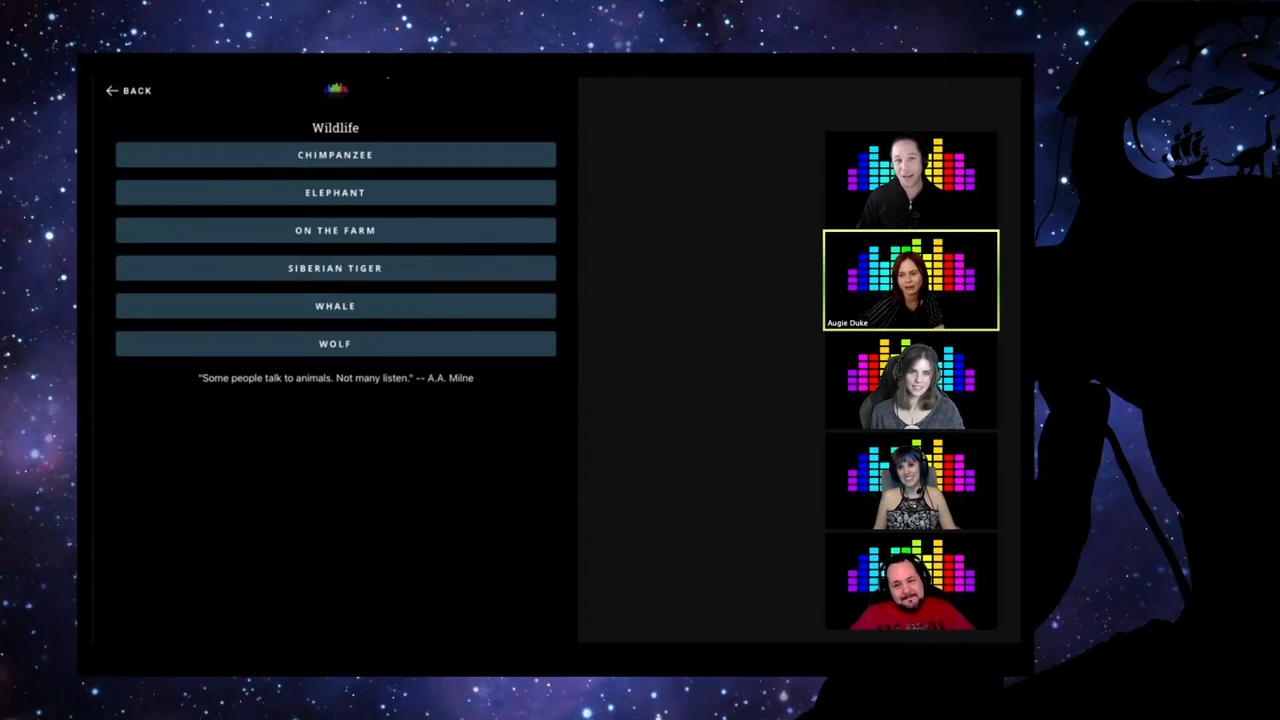 BACK
Wildlife
CHIMPANZEE
ELEPHANT
ON THE FARM
SIBERIAN TIGER
WHALE
WOLF
"Some people talk to animals. Not many listen." -- A.A. Milne
Augie Duke